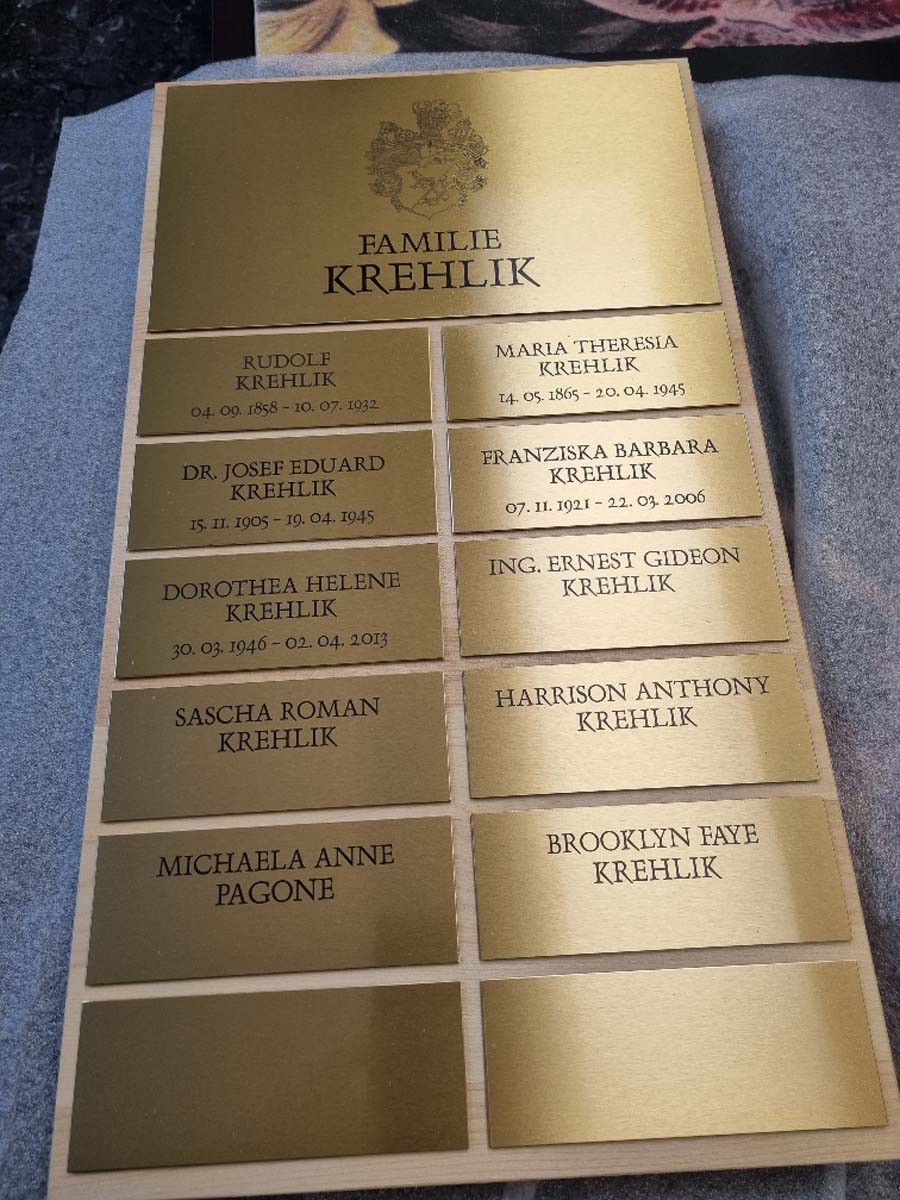 FAMILIE
KREHLIK
RUDOLF
KREHLIK
04. 09. 1858 – 10. 07. 1932
MARIA THERESIA
KREHLIK
14. 05. 1865 – 20. 04. 1945
DR. JOSEF EDUARD
KREHLIK
15. 11. 1905 – 19. 04. 1945
FRANZISKA BARBARA
KREHLIK
07. 11. 1921 – 22. 03. 2006
DOROTHEA HELENE
KREHLIK
30. 03. 1946 – 02. 04. 2013
ING. ERNEST GIDEON
KREHLIK
SASCHA ROMAN
KREHLIK
HARRISON ANTHONY
KREHLIK
MICHAELA ANNE
PAGONE
BROOKLYN FAYE
KREHLIK